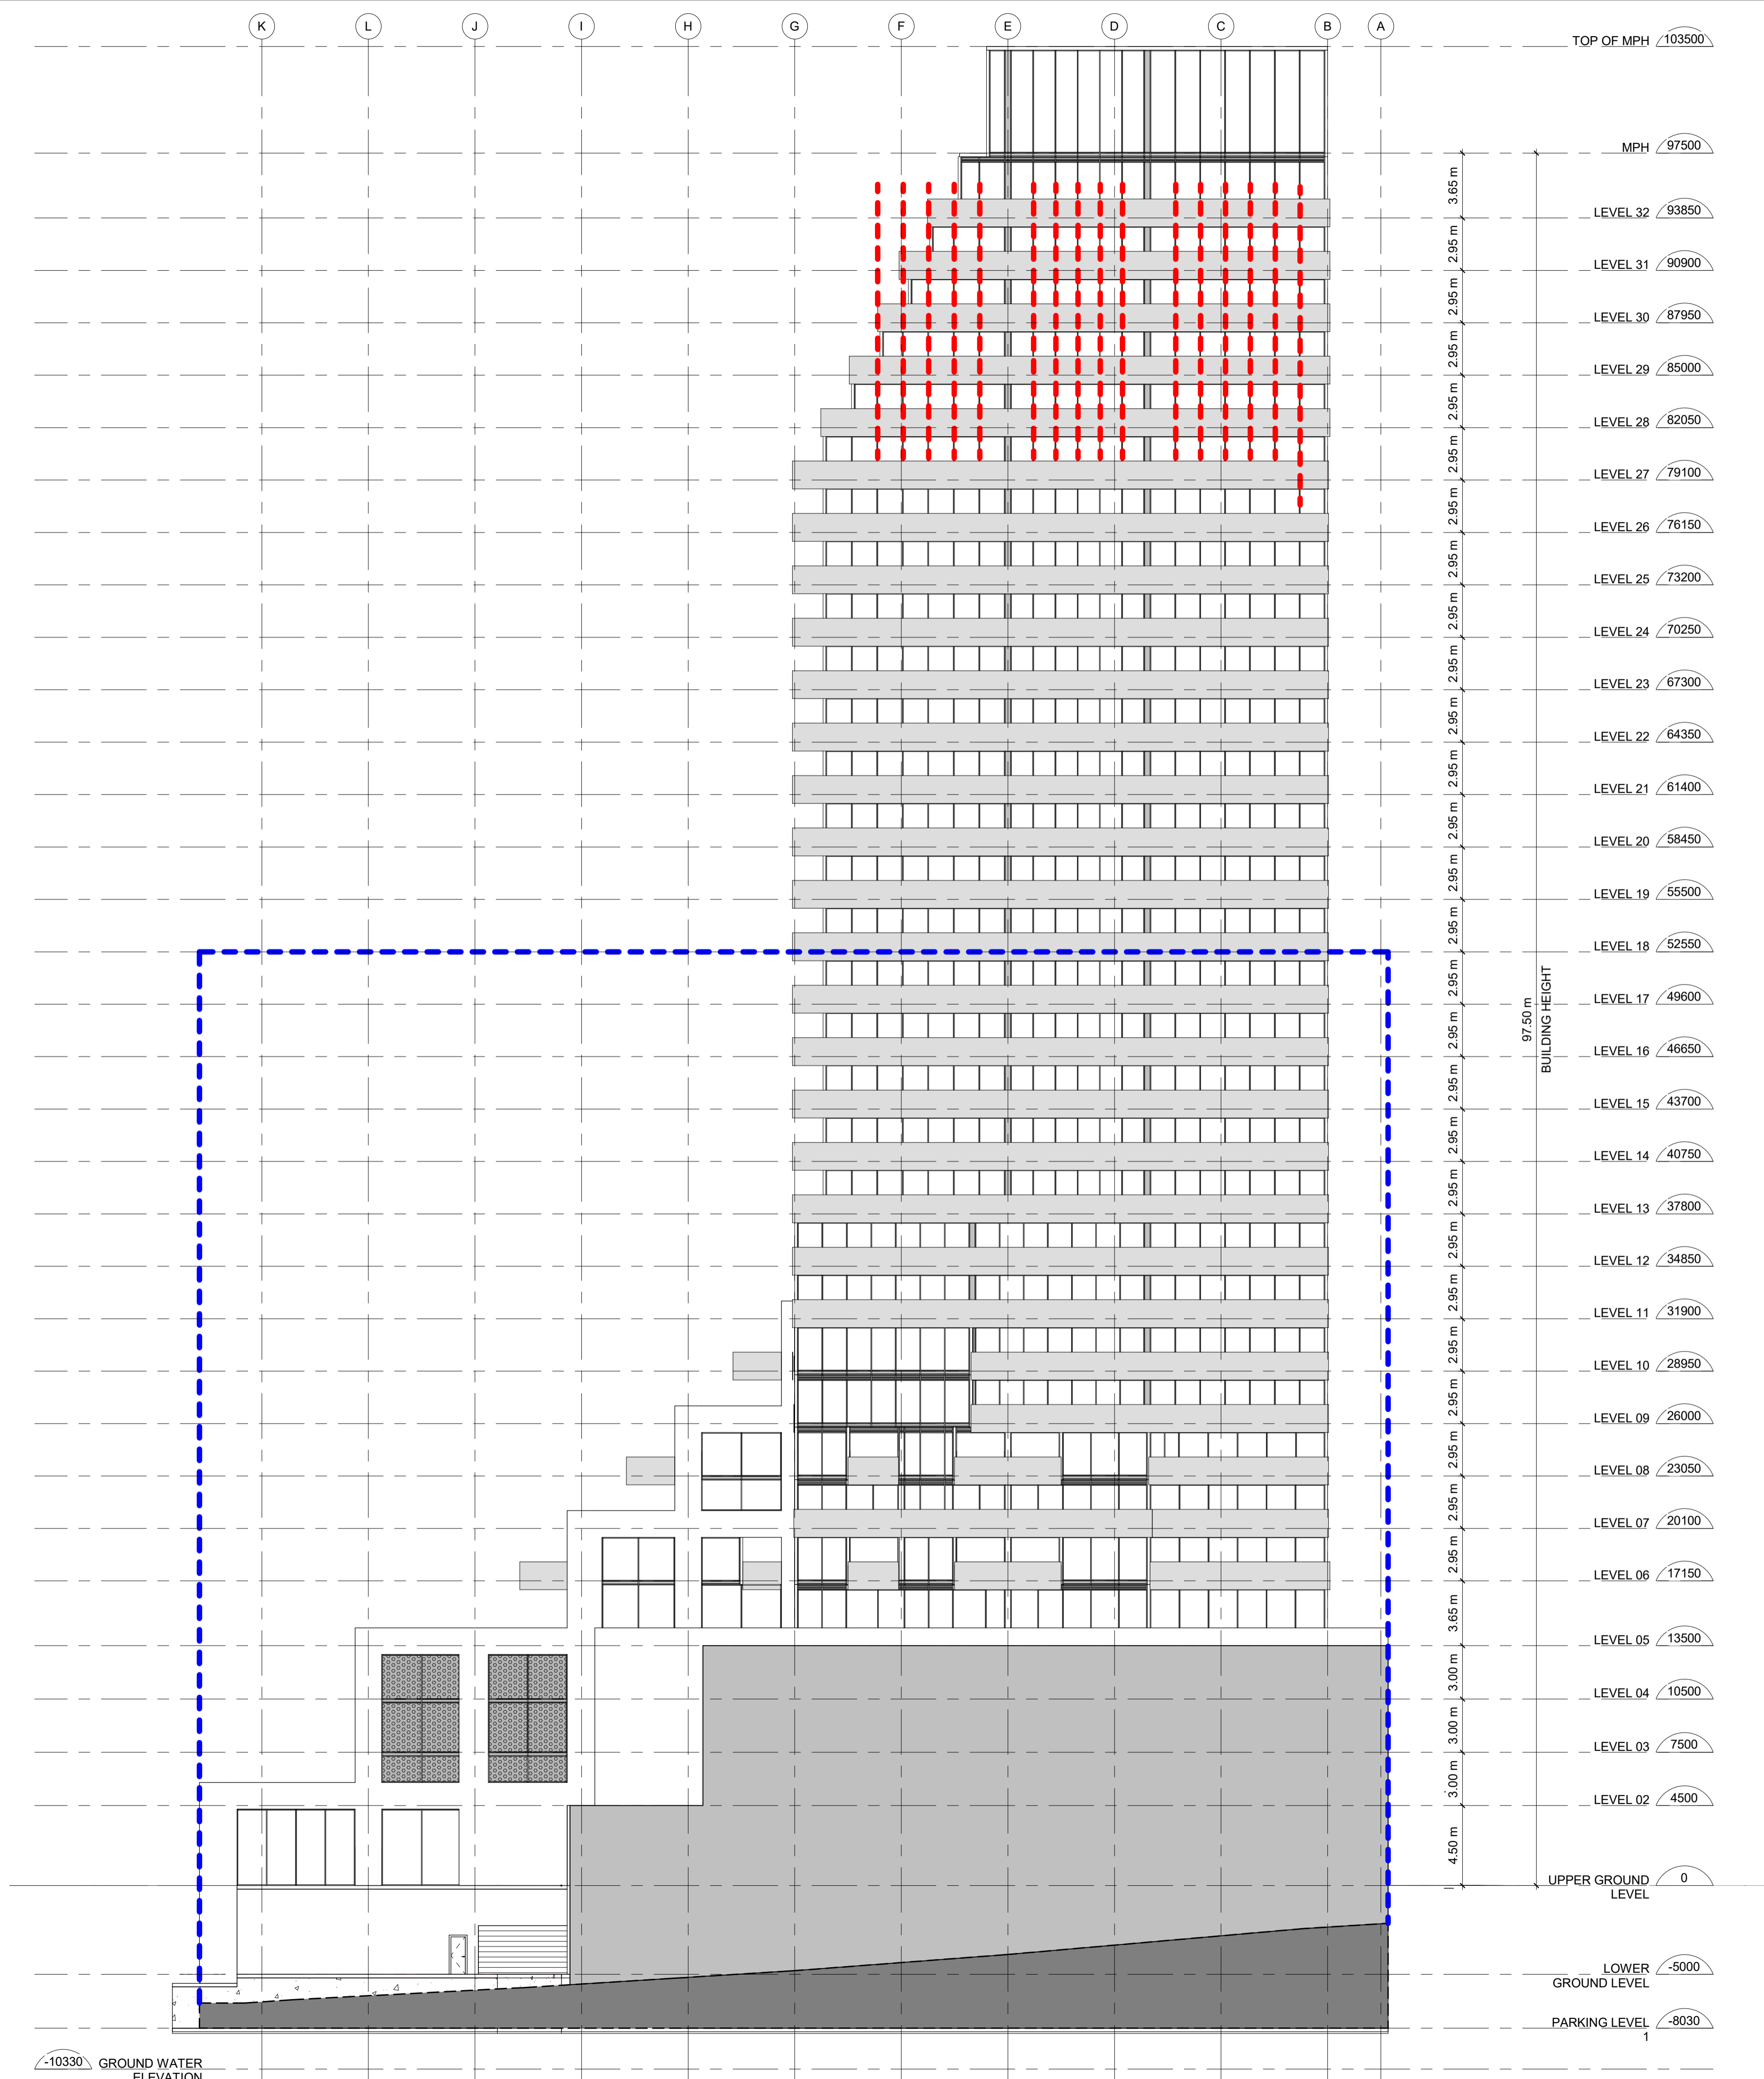 K L J I H G F E D C B A
TOP OF MPH 103500
MPH 97500
3.65 m
LEVEL 32 93850
2.95 m
LEVEL 31 90900
2.95 m
LEVEL 30 87950
2.95 m
LEVEL 29 85000
2.95 m
LEVEL 28 82050
2.95 m
LEVEL 27 79100
2.95 m
LEVEL 26 76150
2.95 m
LEVEL 25 73200
2.95 m
LEVEL 24 70250
2.95 m
LEVEL 23 67300
2.95 m
LEVEL 22 64350
2.95 m
LEVEL 21 61400
2.95 m
LEVEL 20 58450
2.95 m
LEVEL 19 55500
2.95 m
LEVEL 18 52550
2.95 m
LEVEL 17 49600
97.50 m
BUILDING HEIGHT
2.95 m
LEVEL 16 46650
2.95 m
LEVEL 15 43700
2.95 m
LEVEL 14 40750
2.95 m
LEVEL 13 37800
2.95 m
LEVEL 12 34850
2.95 m
LEVEL 11 31900
2.95 m
LEVEL 10 28950
2.95 m
LEVEL 09 26000
2.95 m
LEVEL 08 23050
2.95 m
LEVEL 07 20100
2.95 m
LEVEL 06 17150
3.65 m
LEVEL 05 13500
3.00 m
LEVEL 04 10500
3.00 m
LEVEL 03 7500
3.00 m
LEVEL 02 4500
4.50 m
UPPER GROUND 0
LEVEL
LOWER -5000
GROUND LEVEL
PARKING LEVEL -8030
1
-10330 GROUND WATER
ELEVATION